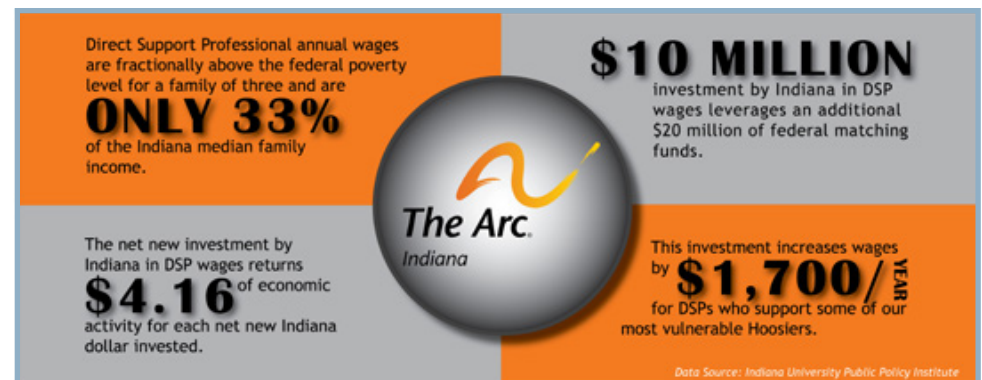 Direct Support Professional annual wages
are fractionally above the federal poverty
level for a family of three and are
ONLY 33%
of the Indiana median family
income.
$10 MILLION
investment by Indiana in DSP
wages leverages an additional
$20 million of federal matching
funds.
The Arc.
Indiana
The net new investment by
Indiana in DSP wages returns
$4.16 of economic
activity for each net new Indiana
dollar invested.
This investment increases wages
by $1,700/YEAR
for DSPs who support some of our
most vulnerable Hoosiers.
Data Source: Indiana University Public Policy Institute